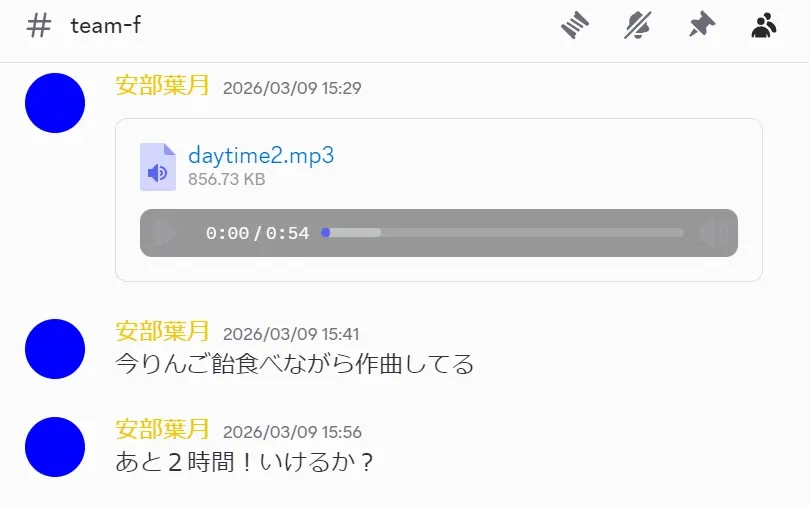 # team-f
安部葉月 2026/03/09 15:29
daytime2.mp3
856.73 KB
0:00 / 0:54
安部葉月 2026/03/09 15:41
今りんご飴食べながら作曲してる
安部葉月 2026/03/09 15:56
あと２時間！いけるか？